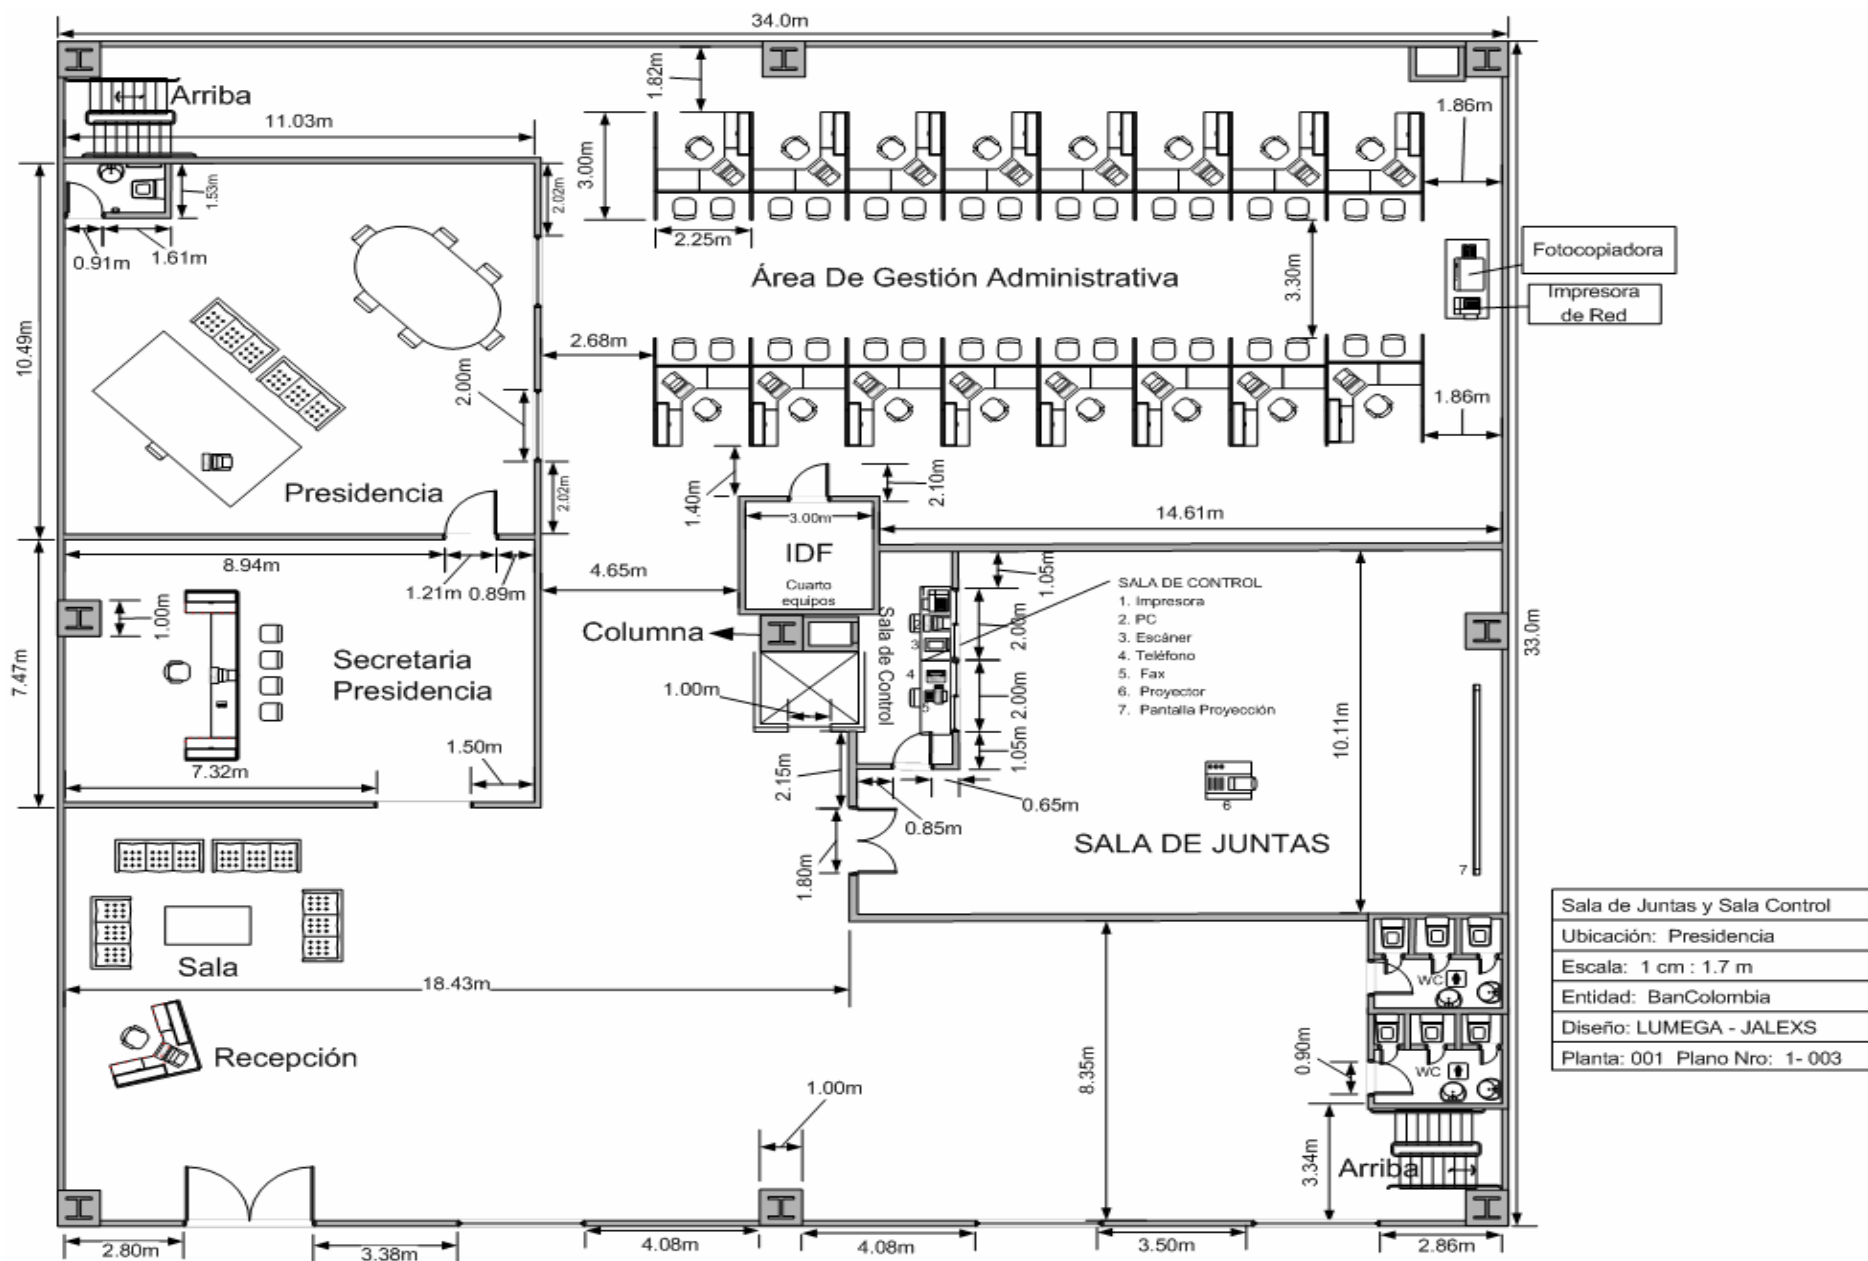 34.0m
Arriba
11.03m
1.82m
1.86m
3.00m
10.49m
1.53m
2.02m
0.91m
1.61m
2.25m
Área De Gestión Administrativa
3.30m
Fotocopiadora
Impresora
de Red
2.68m
2.00m
1.86m
Presidencia
2.02m
1.40m
2.10m
3.00m
14.61m
IDF
Cuarto
equipos
8.94m
1.21m
0.89m
4.65m
1.05m
SALA DE CONTROL
1. Impresora
2. PC
3. Escáner
4. Teléfono
5. Fax
6. Proyector
7. Pantalla Proyección
1.00m
7.47m
Secretaria
Presidencia
Columna
Sala de Control
2
3
4
5
2.00m
2.00m
1.05m
1.00m
33.0m
10.11m
1.50m
7.32m
2.15m
0.65m
0.85m
6
SALA DE JUNTAS
7
1.80m
Sala
18.43m
Recepción
WC
WC
0.90m
8.35m
1.00m
3.34m
Arriba
2.80m
3.38m
4.08m
4.08m
3.50m
2.86m
Sala de Juntas y Sala Control
Ubicación: Presidencia
Escala: 1 cm : 1.7 m
Entidad: BanColombia
Diseño: LUMEGA - JALEXS
Planta: 001 Plano Nro: 1- 003